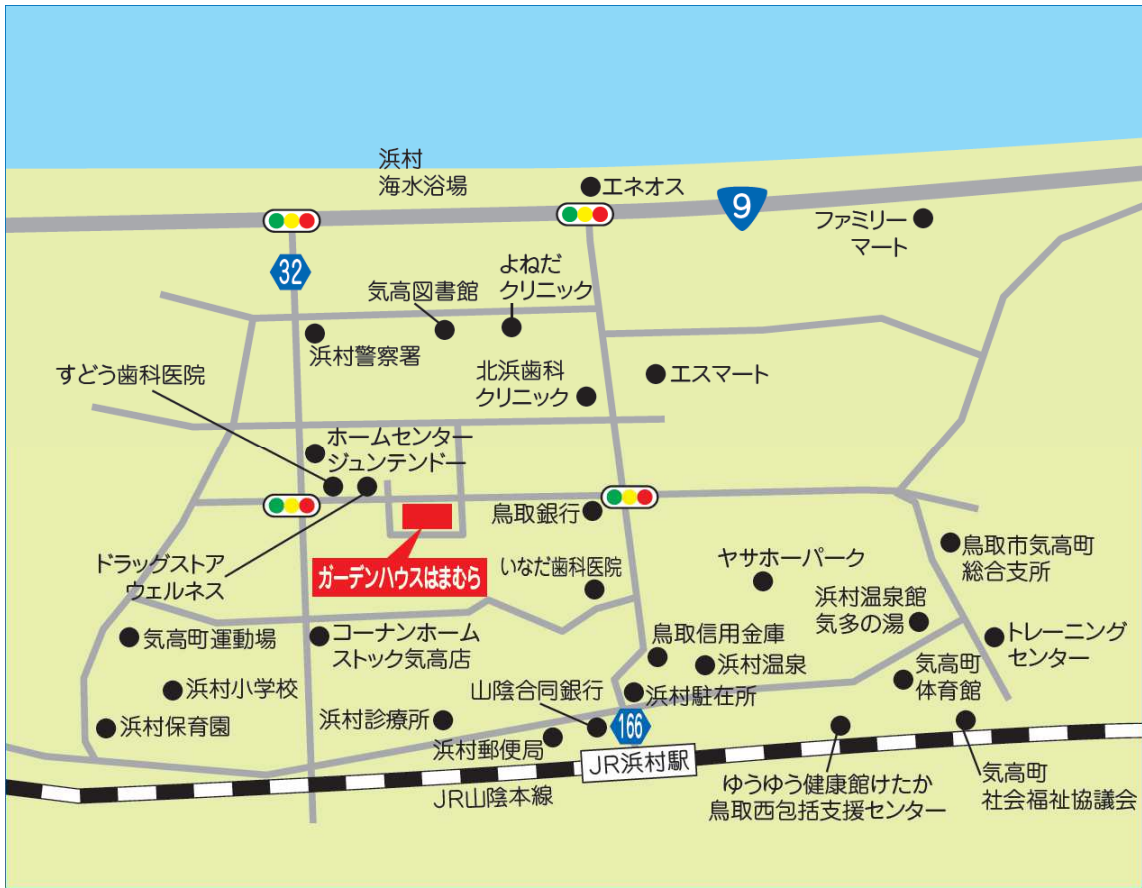 浜村
海水浴場
エネオス
9
ファミリー
マート
32
よねだ
クリニック
気高図書館
浜村警察署
すどう歯科医院
北浜歯科
クリニック
エスマート
ホームセンター
ジュンテンドー
鳥取銀行
ドラッグストア
ウェルネス
ガーデンハウスはまむら
いなだ歯科医院
ヤサホーパーク
鳥取市気高町
総合支所
浜村温泉館
気多の湯
気高町運動場
コーナンホーム
ストック気高店
鳥取信用金庫
トレーニング
センター
浜村小学校
浜村温泉
気高町
体育館
山陰合同銀行
浜村駐在所
浜村保育園
浜村診療所
166
浜村郵便局
JR浜村駅
JR山陰本線
ゆうゆう健康館けたか
鳥取西包括支援センター
気高町
社会福祉協議会